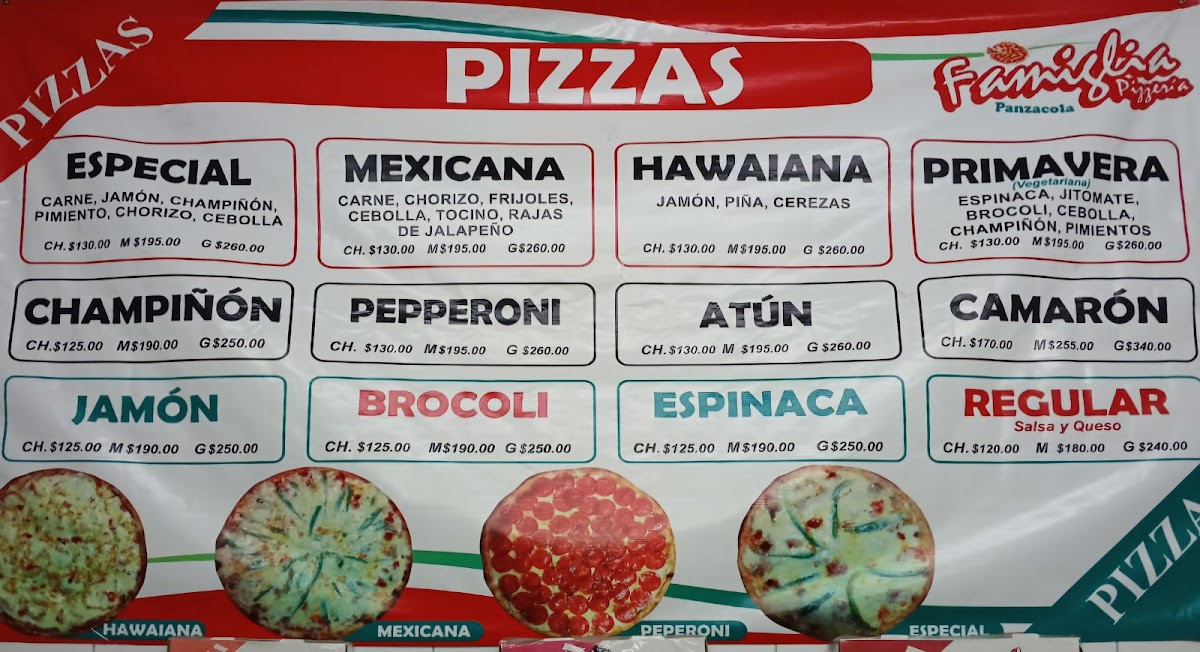 PIZZAS
PIZZAS
Famiglia
Pizzería
Panzacola
ESPECIAL
CARNE, JAMÓN, CHAMPIÑÓN,
PIMIENTO, CHORIZO, CEBOLLA
CH. $130.00 M $195.00 G $260.00
MEXICANA
CARNE, CHORIZO, FRIJOLES,
CEBOLLA, TOCINO, RAJAS
DE JALAPEÑO
CH. $130.00 M $195.00 G $260.00
HAWAIANA
JAMÓN, PIÑA, CEREZAS
CH. $130.00 M $195.00 G $260.00
PRIMAVERA
(Vegetariana)
ESPINACA, JITOMATE,
BROCOLI, CEBOLLA,
CHAMPIÑÓN, PIMIENTOS
CH. $130.00 M $195.00 G $260.00
CHAMPIÑÓN
CH. $125.00 M $190.00 G $250.00
PEPPERONI
CH. $130.00 M $195.00 G $260.00
ATÚN
CH. $130.00 M $195.00 G $260.00
CAMARÓN
CH. $170.00 M $255.00 G $340.00
JAMÓN
CH. $125.00 M $190.00 G $250.00
BROCOLI
CH. $125.00 M $190.00 G $250.00
ESPINACA
CH. $125.00 M $190.00 G $250.00
REGULAR
Salsa y Queso
CH. $120.00 M $180.00 G $240.00
HAWAIANA
MEXICANA
PEPERONI
ESPECIAL
PIZZA